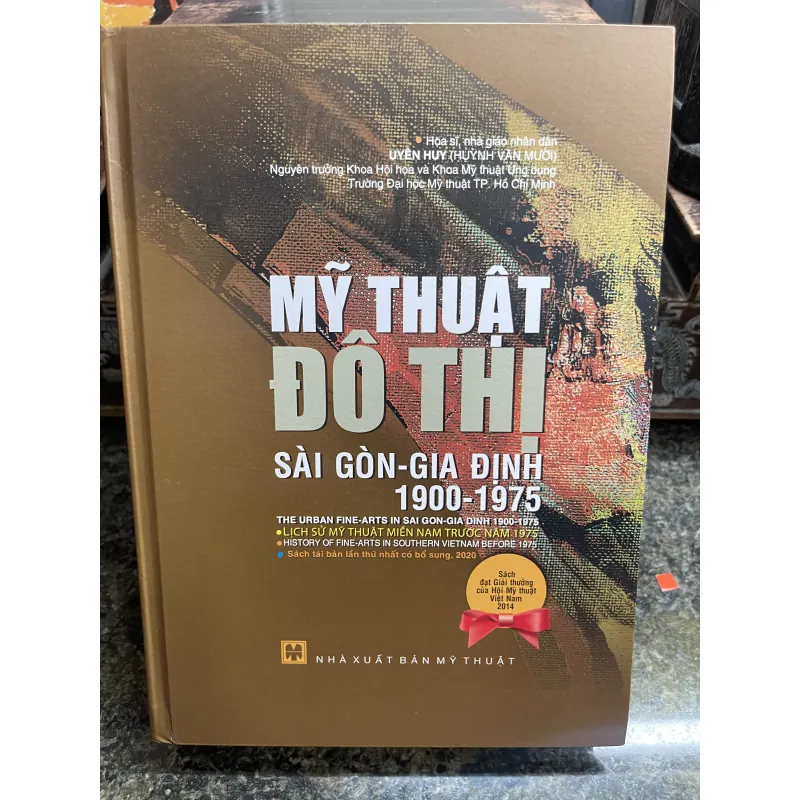 Họa sĩ, nhà giáo nhân dân
UYÊN HUY (HUỲNH VĂN MƯỜI)
Nguyên trưởng Khoa Hội họa và Khoa Mỹ thuật Ứng dụng
Trường Đại học Mỹ thuật TP. Hồ Chí Minh
MỸ THUẬT
ĐÔ THỊ
SÀI GÒN-GIA ĐỊNH
1900-1975
THE URBAN FINE-ARTS IN SAI GON-GIA DINH 1900-1975
LỊCH SỬ MỸ THUẬT MIỀN NAM TRƯỚC NĂM 1975
HISTORY OF FINE-ARTS IN SOUTHERN VIETNAM BEFORE 1975
Sách tái bản lần thứ nhất có bổ sung, 2020
Sách
đạt Giải thưởng
của Hội Mỹ thuật
Việt Nam
2014
NHÀ XUẤT BẢN MỸ THUẬT